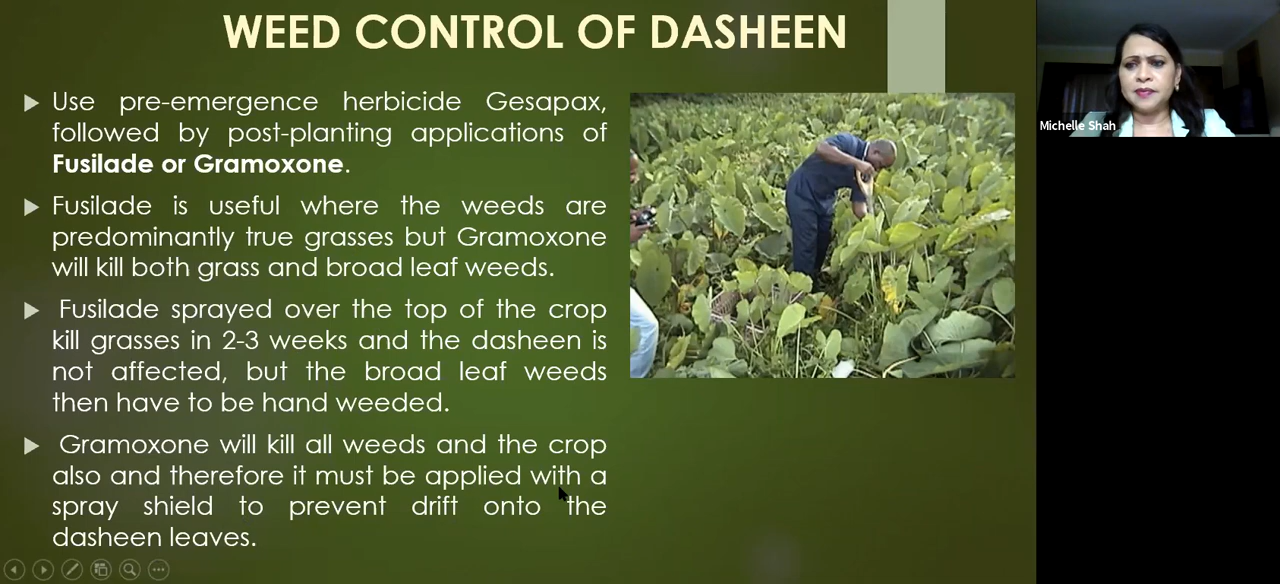 WEED CONTROL OF DASHEEN
Use pre-emergence herbicide Gesapax,
followed by post-planting applications of
Fusilade or Gramoxone.
Fusilade is useful where the weeds are
predominantly true grasses but Gramoxone
will kill both grass and broad leaf weeds.
Fusilade sprayed over the top of the crop
kill grasses in 2-3 weeks and the dasheen is
not affected, but the broad leaf weeds
then have to be hand weeded.
Gramoxone will kill all weeds and the crop
also and therefore it must be applied with a
spray shield to prevent drift onto the
dasheen leaves.
Michelle Shah